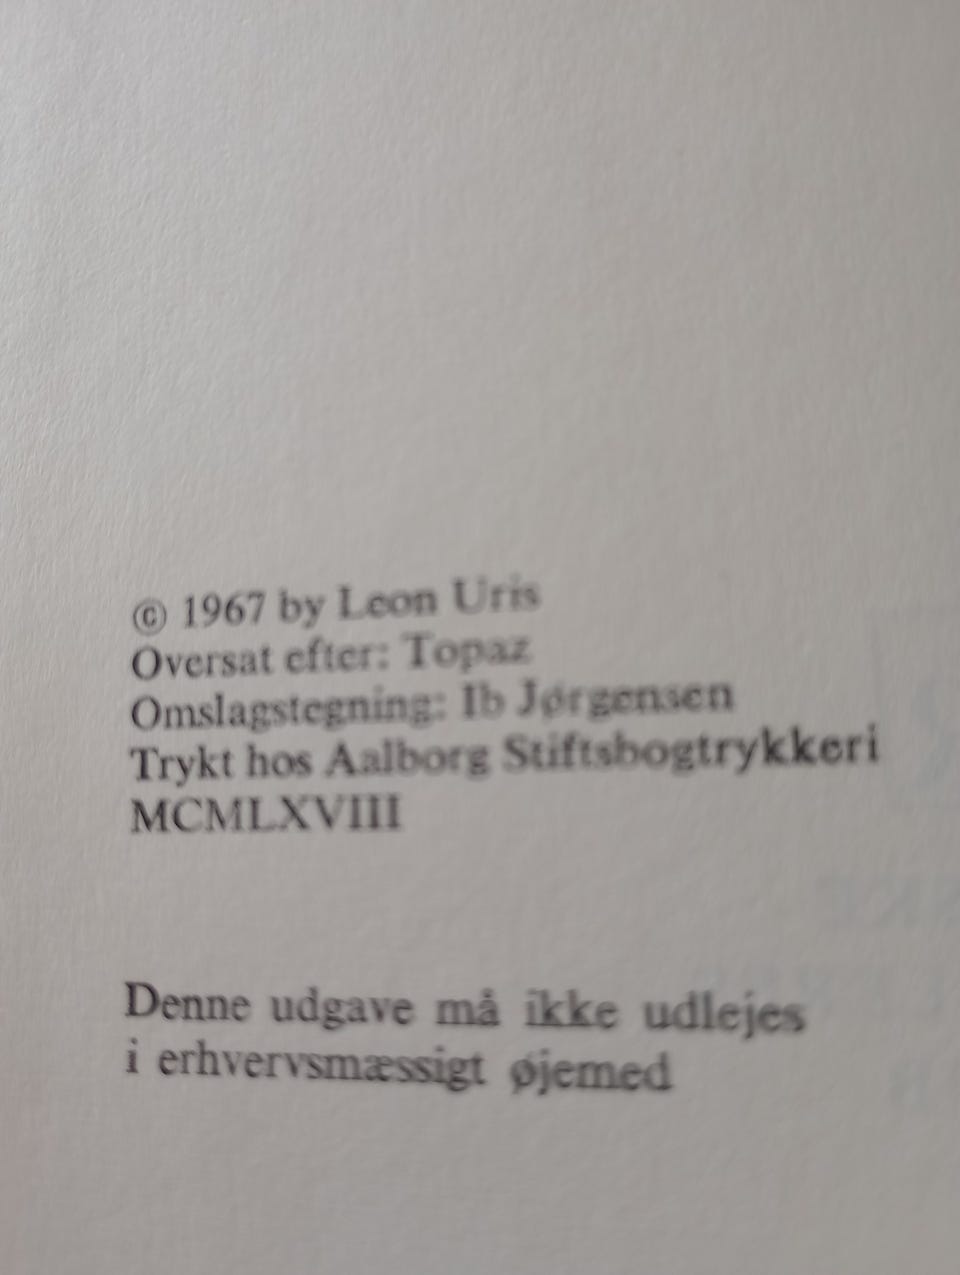 © 1967 by Leon Uris
Oversat efter: Topaz
Omslagstegning: Ib Jørgensen
Trykt hos Aalborg Stiftsbogtrykkeri
MCMLXVIII
Denne udgave må ikke udlejes
i erhvervsmæssigt øjemed